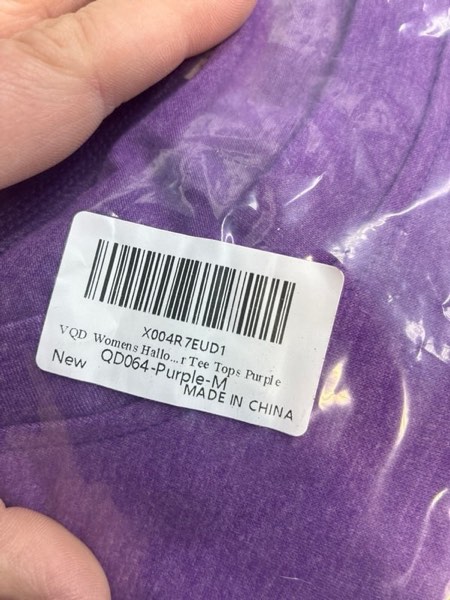 X004R7EUD1
VQD Womens Hallo...r Tee Tops Purple
New QD064-Purple-M
MADE IN CHINA